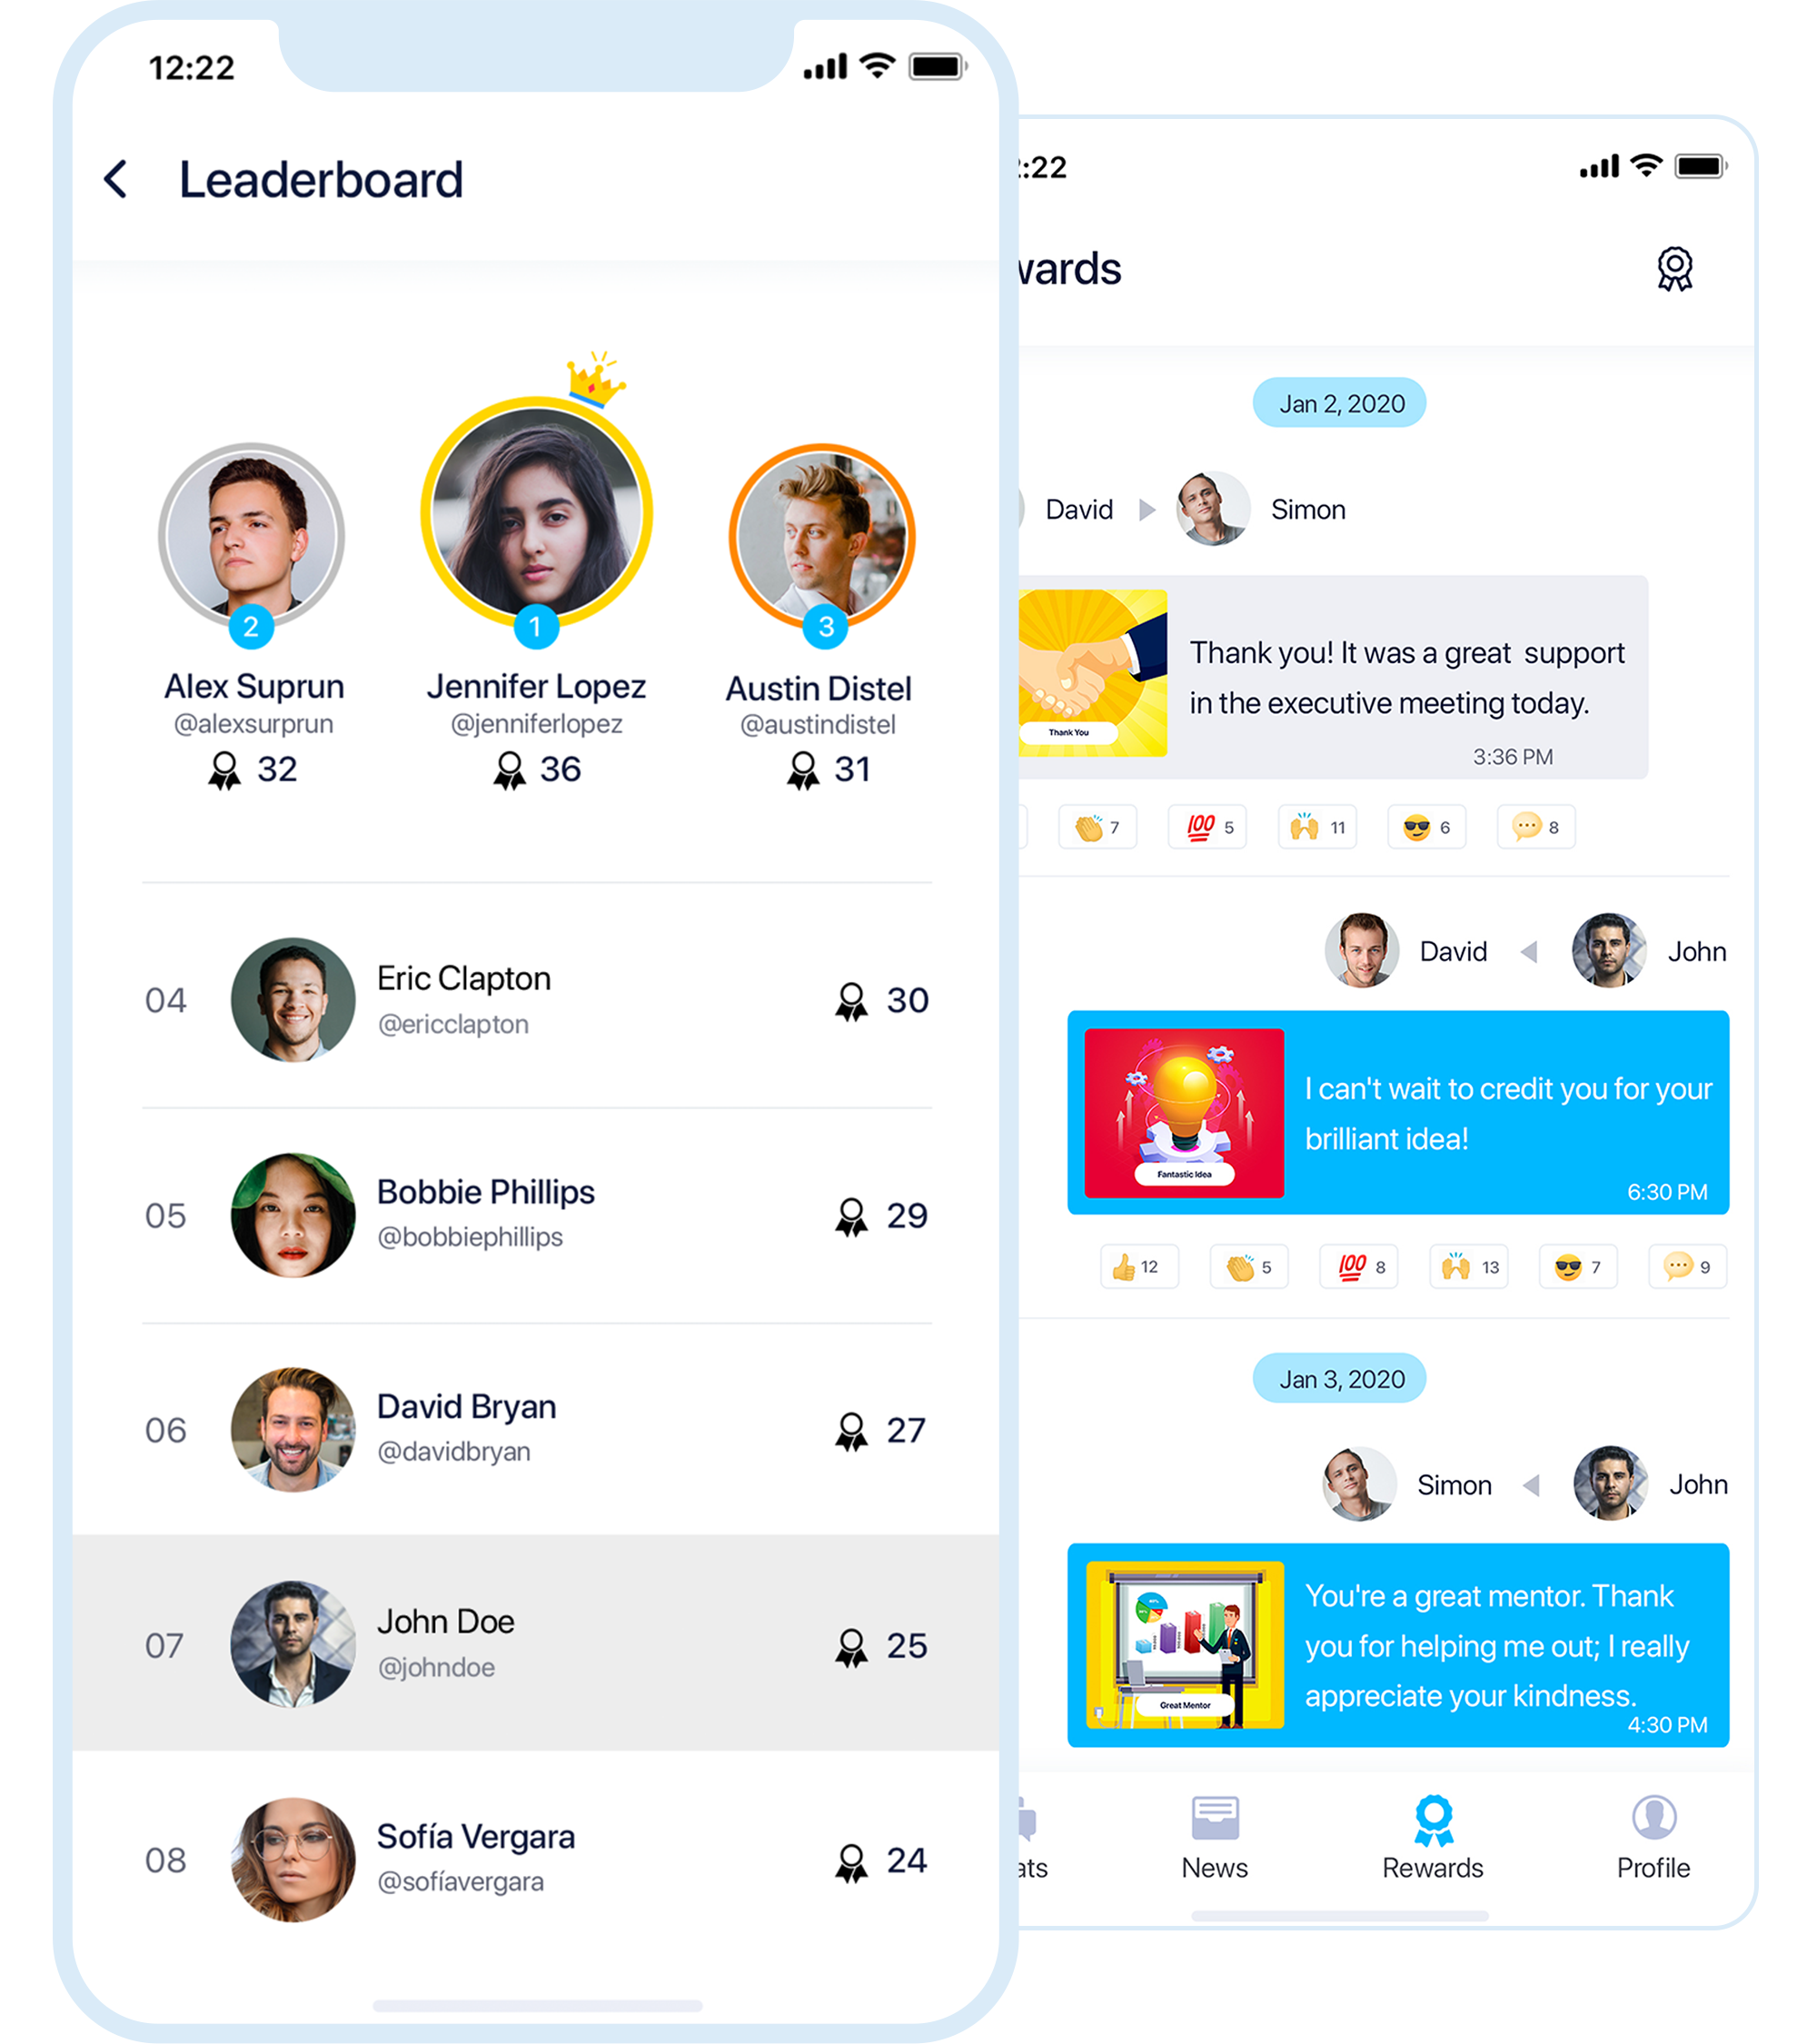 12:22
Leaderboard
2
1
3
Alex Suprun
Jennifer Lopez
Austin Distel
@alexsurprun
@jenniferlopez
@austindistel
32
36
31
04
Eric Clapton
@ericclapton
30
05
Bobbie Phillips
@bobbiephillips
29
06
David Bryan
@davidbryan
27
07
John Doe
@johndoe
25
08
Sofía Vergara
@sofíavergara
24
:22
wards
Jan 2, 2020
David
Simon
Thank You
Thank you! It was a great support
in the executive meeting today.
3:36 PM
7
100 5
11
6
8
David
John
Fantastic Idea
I can't wait to credit you for your
brilliant idea!
6:30 PM
12
5
100 8
13
7
9
Jan 3, 2020
Simon
John
Great Mentor
You're a great mentor. Thank
you for helping me out; I really
appreciate your kindness.
4:30 PM
ats
News
Rewards
Profile